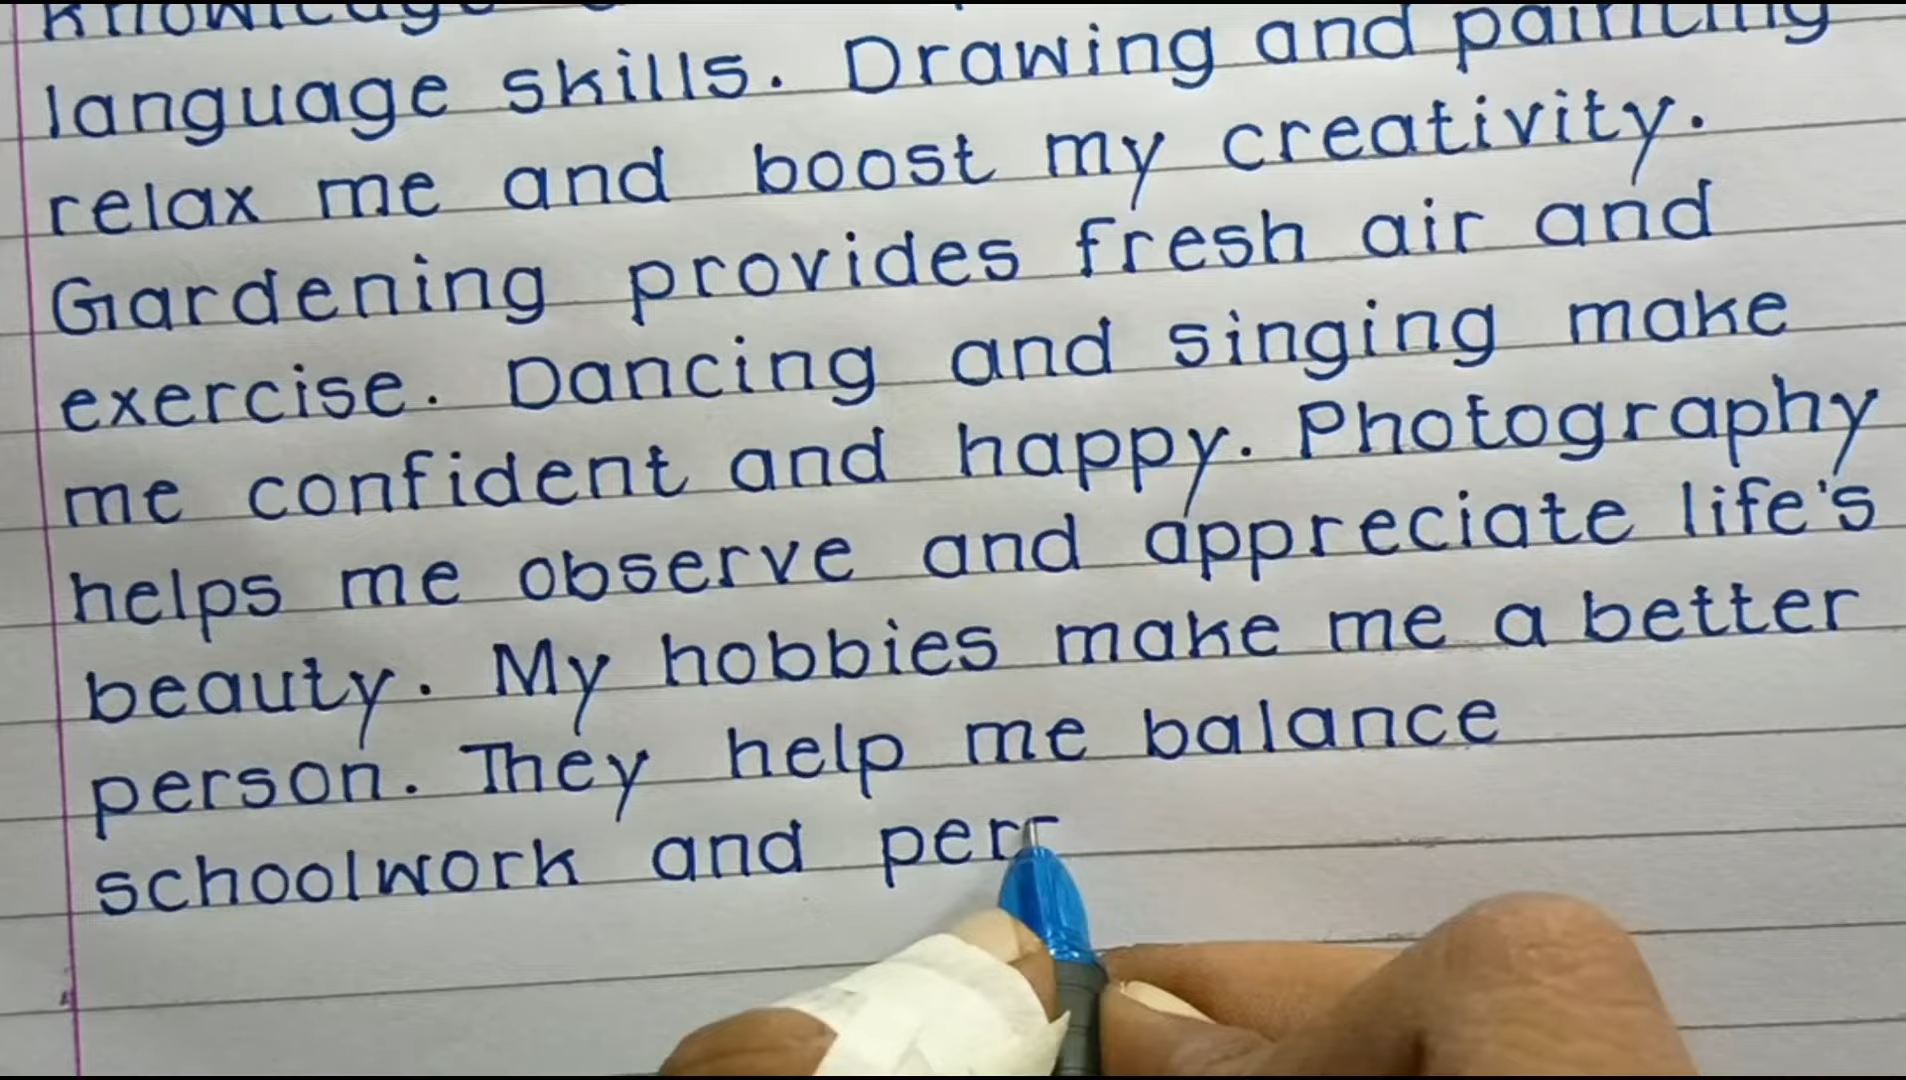 knowledge
language skills. Drawing and painting
relax me and boost my creativity.
Gardening provides fresh air and
exercise. Dancing and singing make
me confident and happy. Photography
helps me observe and appreciate life's
beauty. My hobbies make me a better
person. They help me balance
schoolwork and per